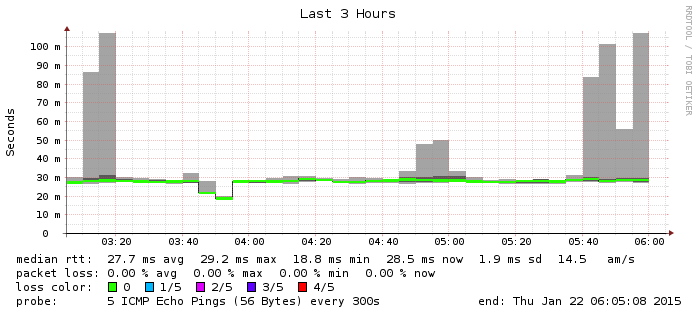 Last 3 Hours
RRDTOOL / TOBI OETIKER
Seconds
100 m
90 m
80 m
70 m
60 m
50 m
40 m
30 m
20 m
10 m
0
03:20 03:40 04:00 04:20 04:40 05:00 05:20 05:40 06:00
median rtt: 27.7 ms avg 29.2 ms max 18.8 ms min 28.5 ms now 1.9 ms sd 14.5 am/s
packet loss: 0.00 % avg 0.00 % max 0.00 % min 0.00 % now
loss color: 0 1/5 2/5 3/5 4/5
probe: 5 ICMP Echo Pings (56 Bytes) every 300s end: Thu Jan 22 06:05:08 2015